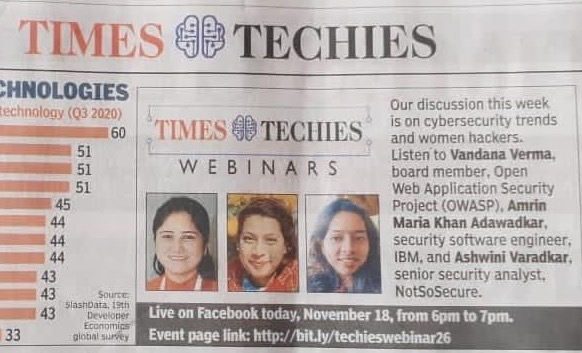 TIMES TECHIES
CHNOLOGIES
technology (Q3 2020)
60
51
51
51
45
44
44
44
43
43
43
33
Source:
SlashData, 19th
Developer
Economics
global survey
TIMES TECHIES
WEBINARS
Our discussion this week
is on cybersecurity trends
and women hackers.
Listen to Vandana Verma,
board member, Open
Web Application Security
Project (OWASP), Amrin
Maria Khan Adawadkar,
security software engineer,
IBM, and Ashwini Varadkar,
senior security analyst,
NotSoSecure.
Live on Facebook today, November 18, from 6pm to 7pm.
Event page link: http://bit.ly/techieswebinar26